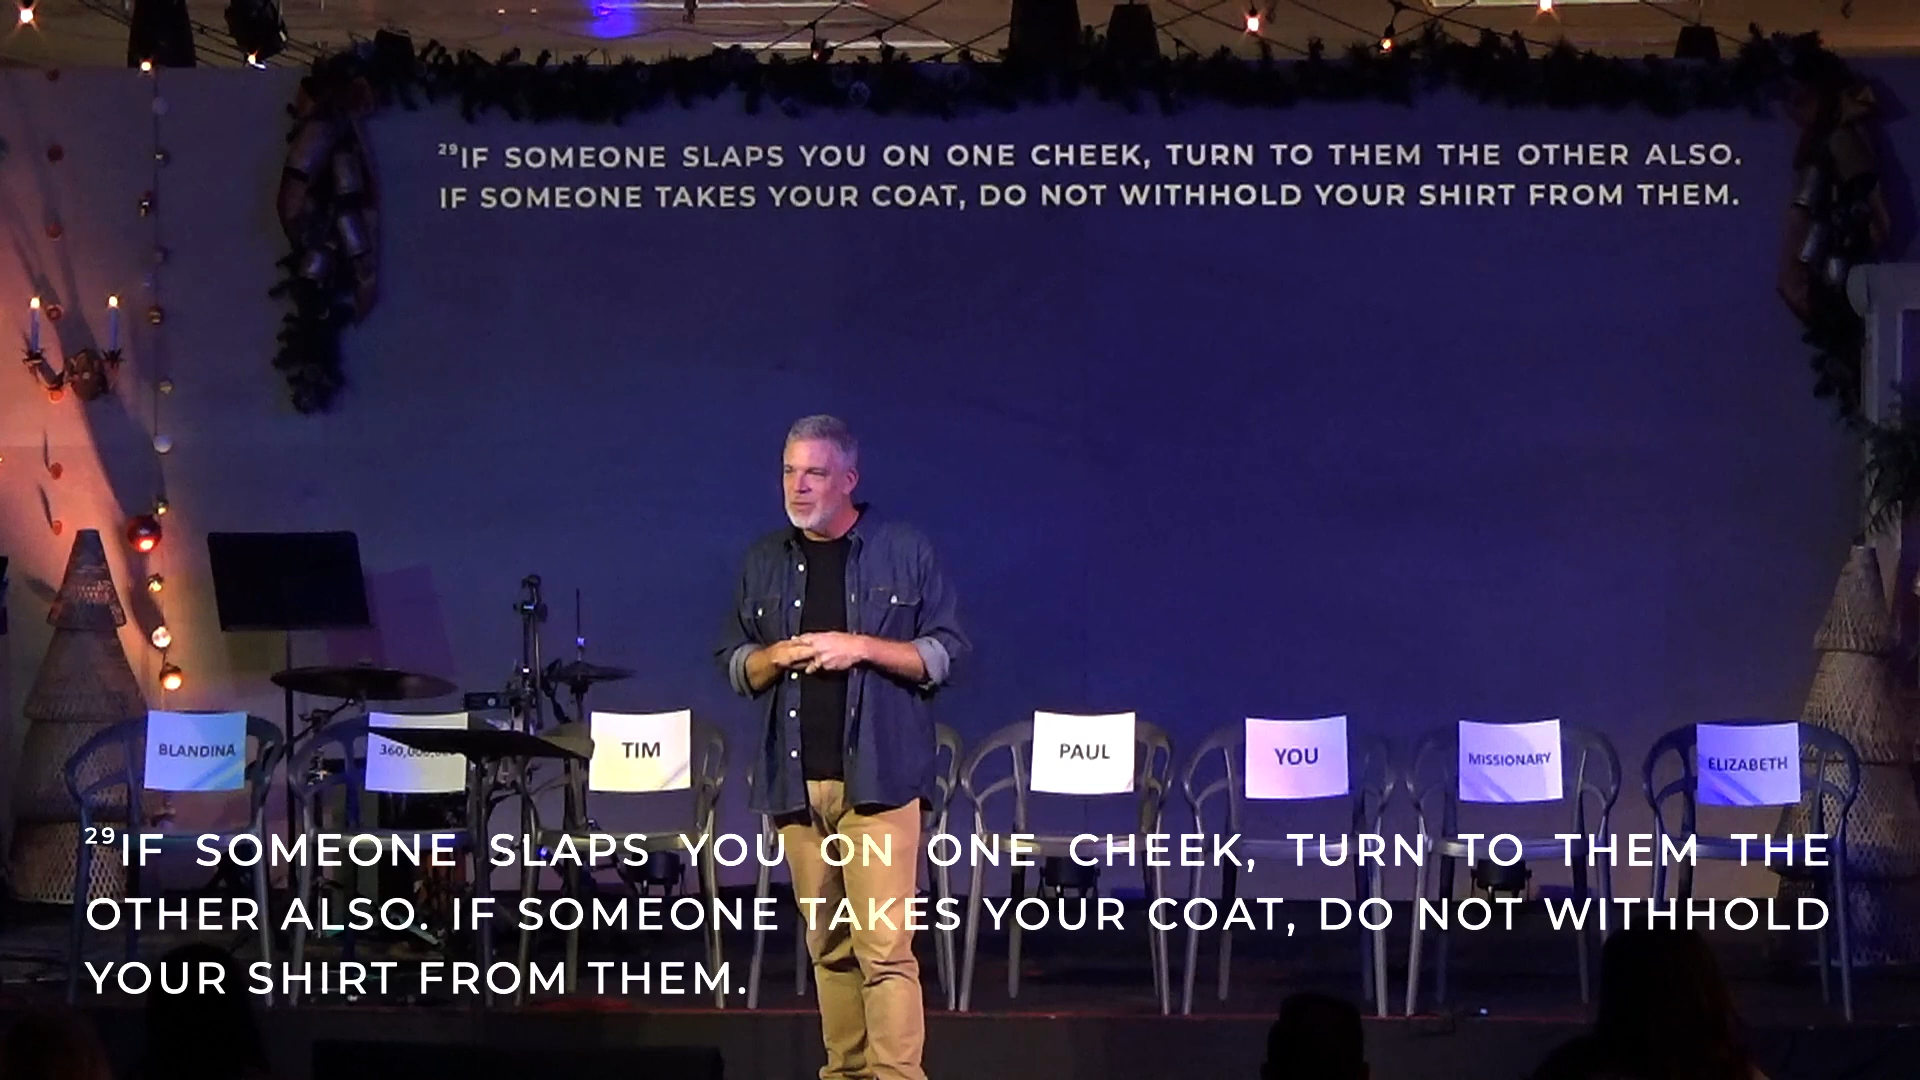 ²⁹IF SOMEONE SLAPS YOU ON ONE CHEEK, TURN TO THEM THE OTHER ALSO.
IF SOMEONE TAKES YOUR COAT, DO NOT WITHHOLD YOUR SHIRT FROM THEM.
BLANDINA
TIM
PAUL
YOU
MISSIONARY
ELIZABETH
²⁹IF SOMEONE SLAPS YOU ON ONE CHEEK, TURN TO THEM THE
OTHER ALSO. IF SOMEONE TAKES YOUR COAT, DO NOT WITHHOLD
YOUR SHIRT FROM THEM.